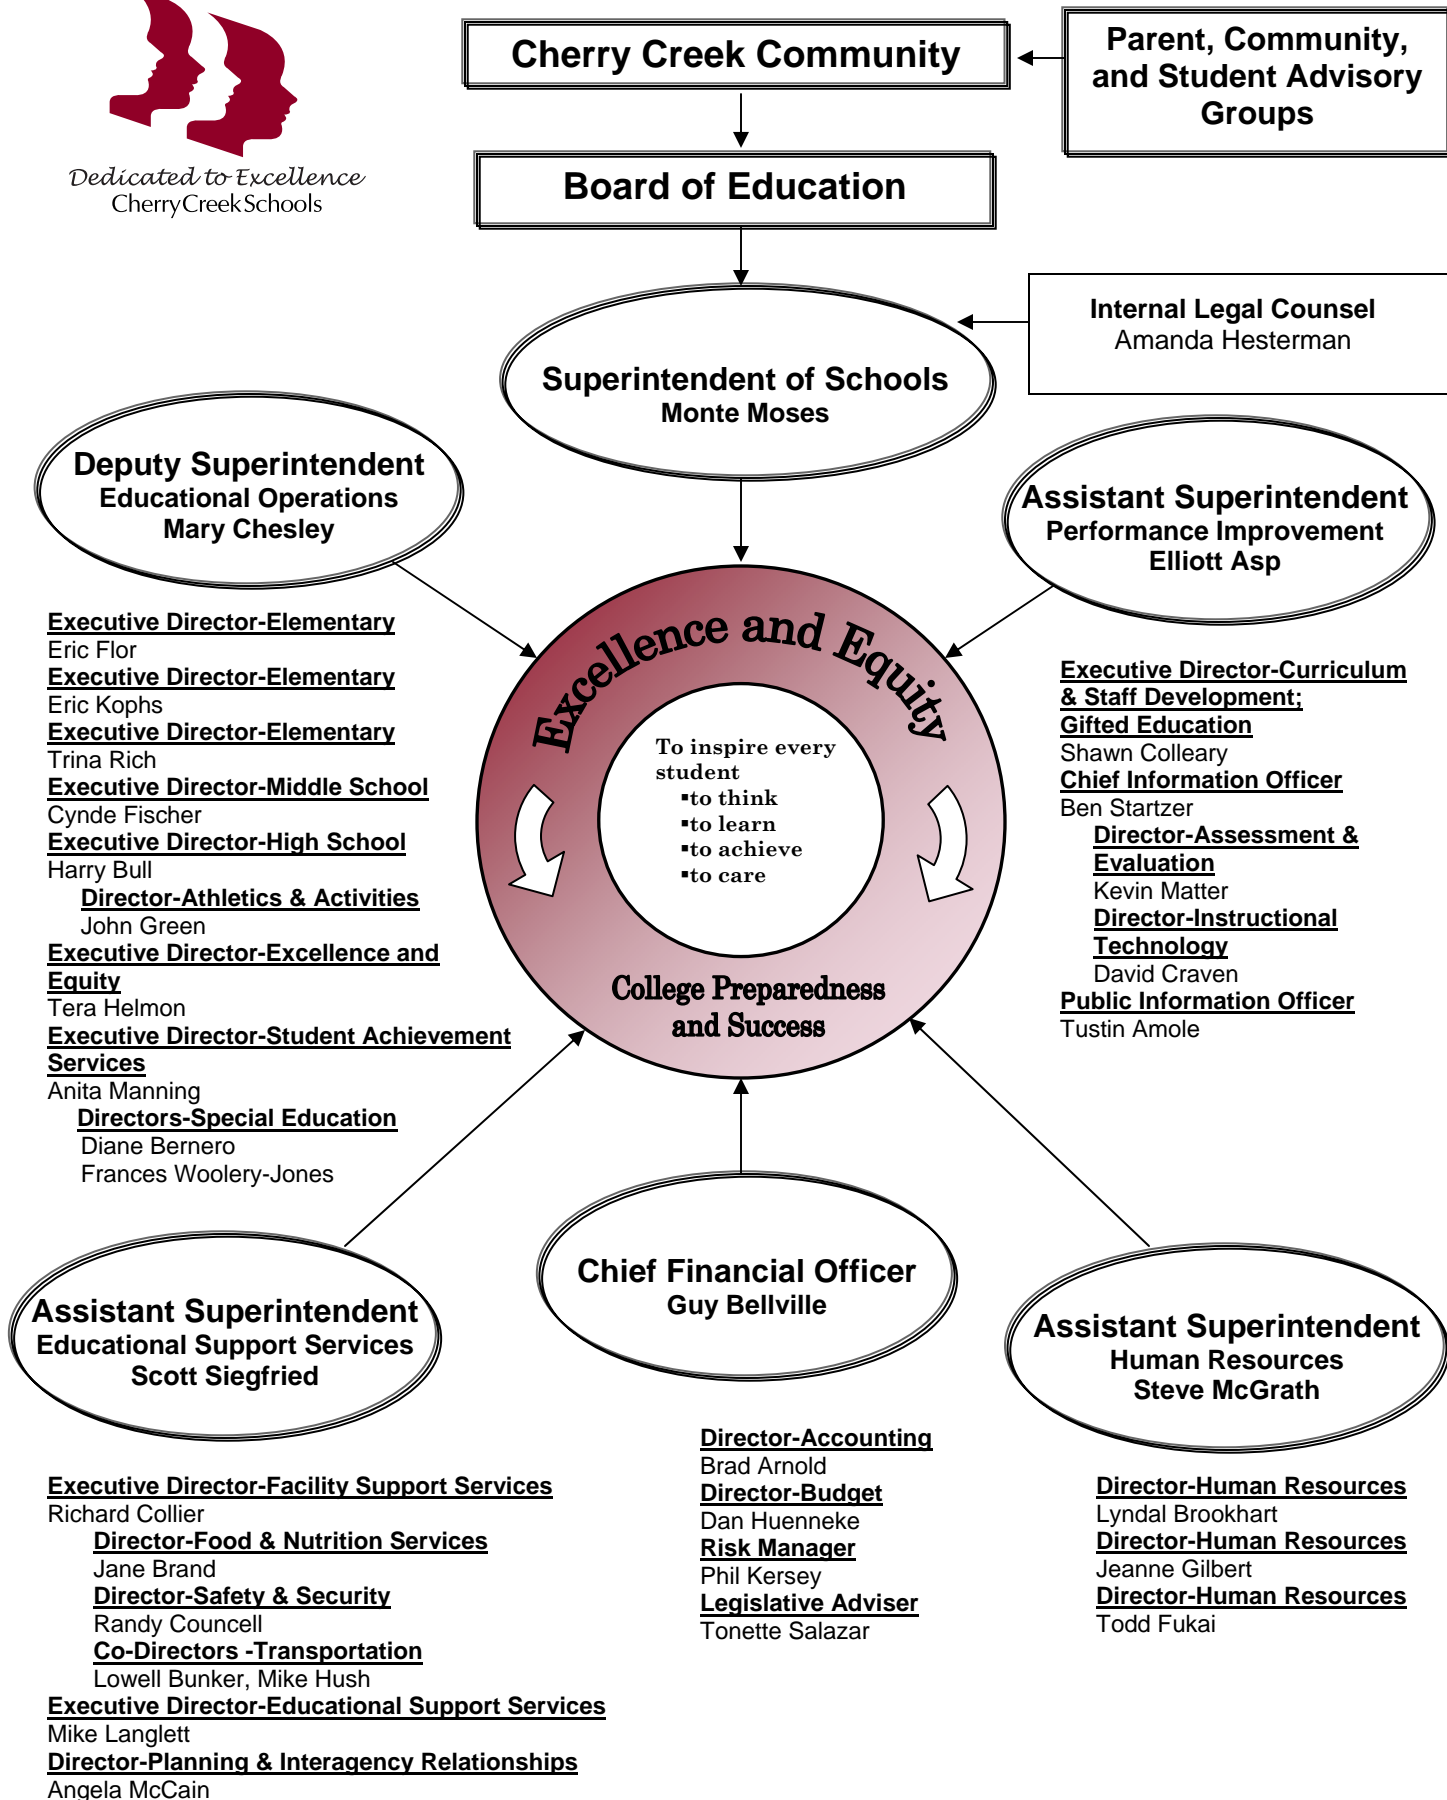 Dedicated to Excellence
CherryCreekSchools
Cherry Creek Community
Parent, Community,
and Student Advisory
Groups
Board of Education
Internal Legal Counsel
Amanda Hesterman
Superintendent of Schools
Monte Moses
Deputy Superintendent
Educational Operations
Mary Chesley
Assistant Superintendent
Performance Improvement
Elliott Asp
Executive Director-Elementary
Eric Flor
Executive Director-Elementary
Eric Kophs
Executive Director-Elementary
Trina Rich
Executive Director-Middle School
Cynde Fischer
Executive Director-High School
Harry Bull
Director-Athletics & Activities
John Green
Executive Director-Excellence and
Equity
Tera Helmon
Executive Director-Student Achievement
Services
Anita Manning
Directors-Special Education
Diane Bernero
Frances Woolery-Jones
Excellence and Equity
To inspire every
student
▪to think
▪to learn
▪to achieve
▪to care
College Preparedness
and Success
Executive Director-Curriculum
& Staff Development;
Gifted Education
Shawn Colleary
Chief Information Officer
Ben Startzer
Director-Assessment &
Evaluation
Kevin Matter
Director-Instructional
Technology
David Craven
Public Information Officer
Tustin Amole
Assistant Superintendent
Educational Support Services
Scott Siegfried
Chief Financial Officer
Guy Bellville
Assistant Superintendent
Human Resources
Steve McGrath
Executive Director-Facility Support Services
Richard Collier
Director-Food & Nutrition Services
Jane Brand
Director-Safety & Security
Randy Councell
Co-Directors -Transportation
Lowell Bunker, Mike Hush
Executive Director-Educational Support Services
Mike Langlett
Director-Planning & Interagency Relationships
Angela McCain
Director-Accounting
Brad Arnold
Director-Budget
Dan Huenneke
Risk Manager
Phil Kersey
Legislative Adviser
Tonette Salazar
Director-Human Resources
Lyndal Brookhart
Director-Human Resources
Jeanne Gilbert
Director-Human Resources
Todd Fukai